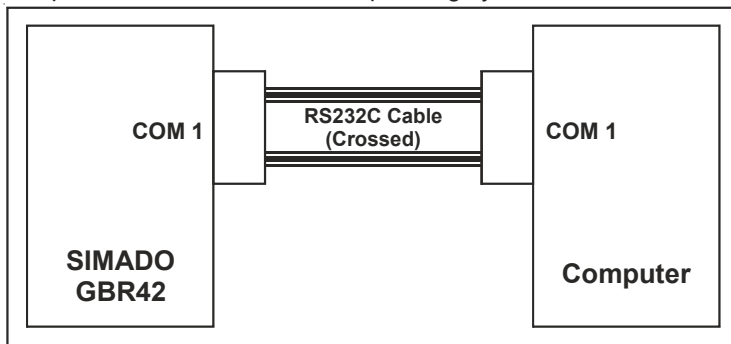 RS232C Cable
COM 1
COM 1
(Crossed)
SIMADO
GBR42
Computer